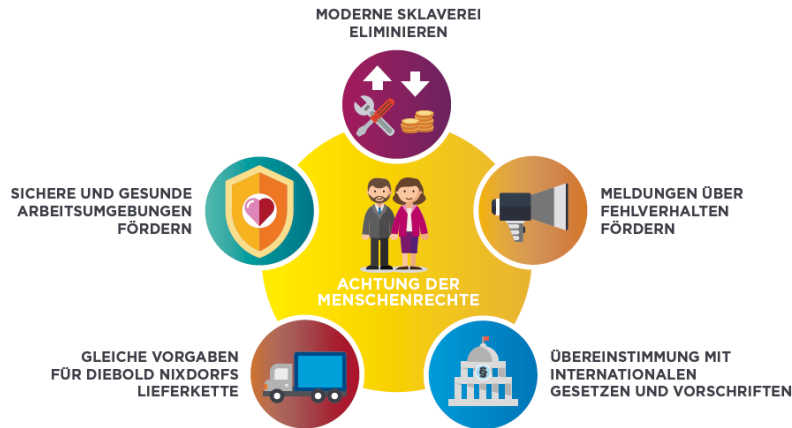 MODERNE SKLAVEREI
ELIMINIEREN
SICHERE UND GESUNDE
ARBEITSUMGEBUNGEN
FÖRDERN
MELDUNGEN ÜBER
FEHLVERHALTEN
FÖRDERN
ACHTUNG DER
MENSCHENRECHTE
GLEICHE VORGABEN
FÜR DIEBOLD NIXDORFS
LIEFERKETTE
§
ÜBEREINSTIMMUNG MIT
INTERNATIONALEN
GESETZEN UND VORSCHRIFTEN